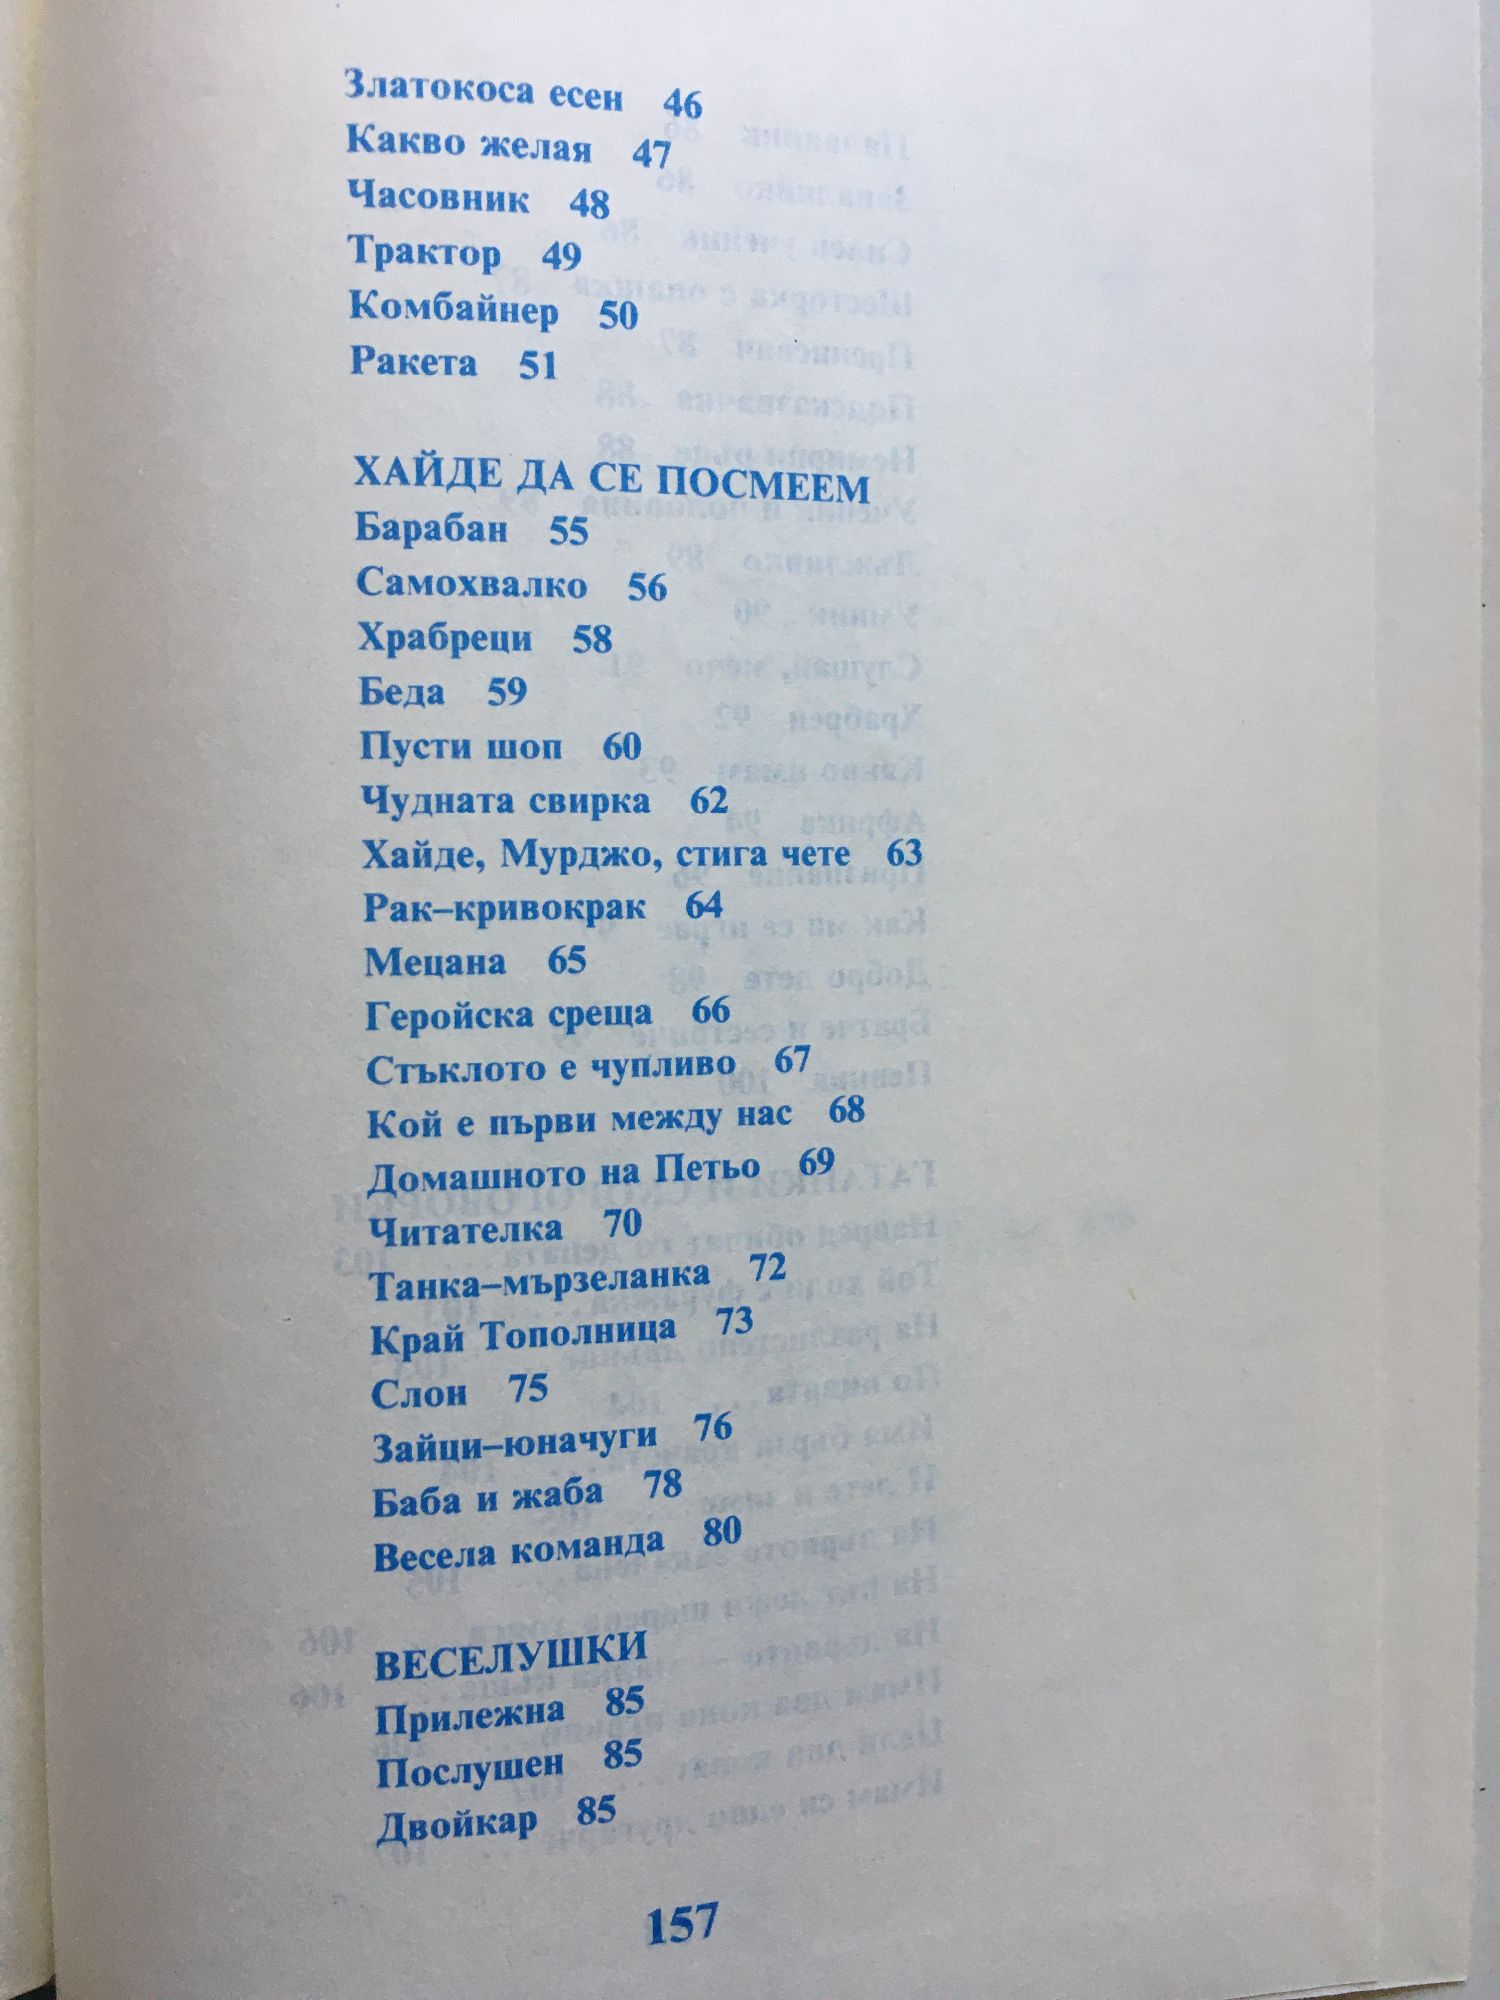 Златокоса есен 46
Какво желая 47
Часовник 48
Трактор 49
Комбайнер 50
Ракета 51
ХАЙДЕ ДА СЕ ПОСМЕЕМ
Барабан 55
Самохвалко 56
Храбреци 58
Беда 59
Пусти шоп 60
Чудната свирка 62
Хайде, Мурджо, стига чете 63
Рак–кривокрак 64
Мецана 65
Геройска среща 66
Стъклото е чупливо 67
Кой е първи между нас 68
Домашното на Петьо 69
Читателка 70
Танка–мързеланка 72
Край Тополница 73
Слон 75
Зайци–юначуги 76
Баба и жаба 78
Весела команда 80
ВЕСЕЛУШКИ
Прилежна 85
Послушен 85
Двойкар 85
157